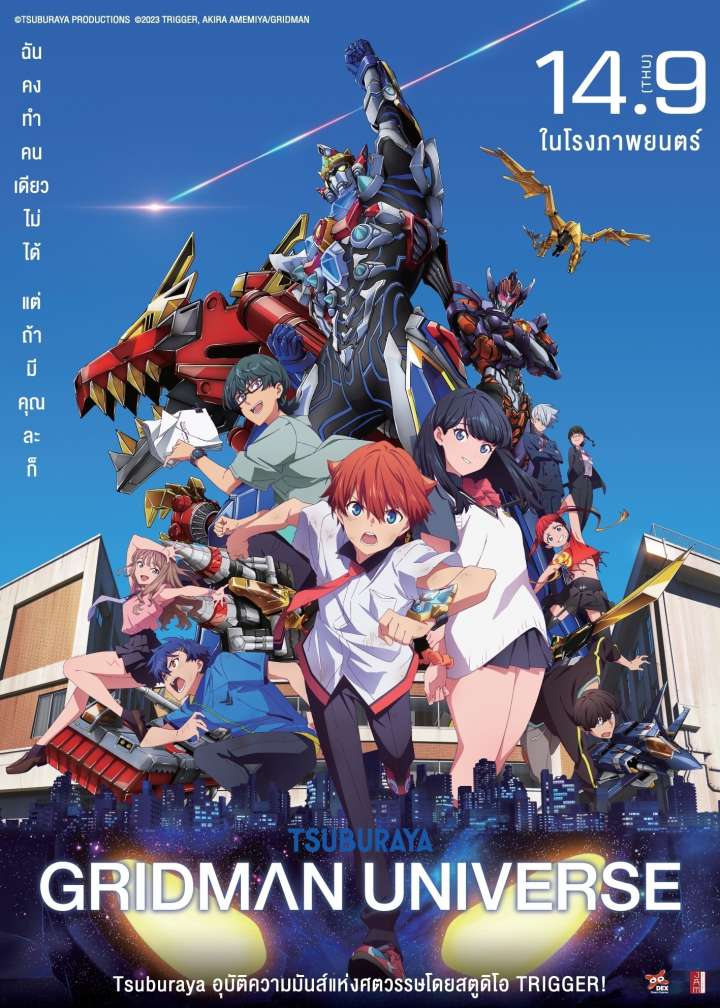 ©TSUBURAYA PRODUCTIONS ©2023 TRIGGER, AKIRA AMEMIYA/GRIDMAN
ฉันคงทำคนเดียวไม่ได้ แต่ถ้ามีคุณละก็
14.9 (THU)
ในโรงภาพยนตร์
TSUBURAYA
GRIDMAN UNIVERSE
Tsuburaya อุบัติความมันส์แห่งศตวรรษโดยสตูดิโอ TRIGGER!
DEX